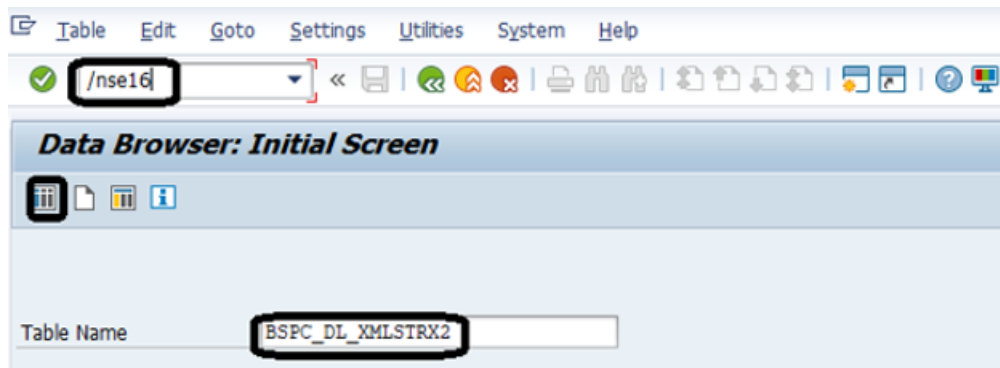 Table Edit Goto Settings Utilities System Help
/nse16
Data Browser: Initial Screen
Table Name BSPC_DL_XMLSTRX2